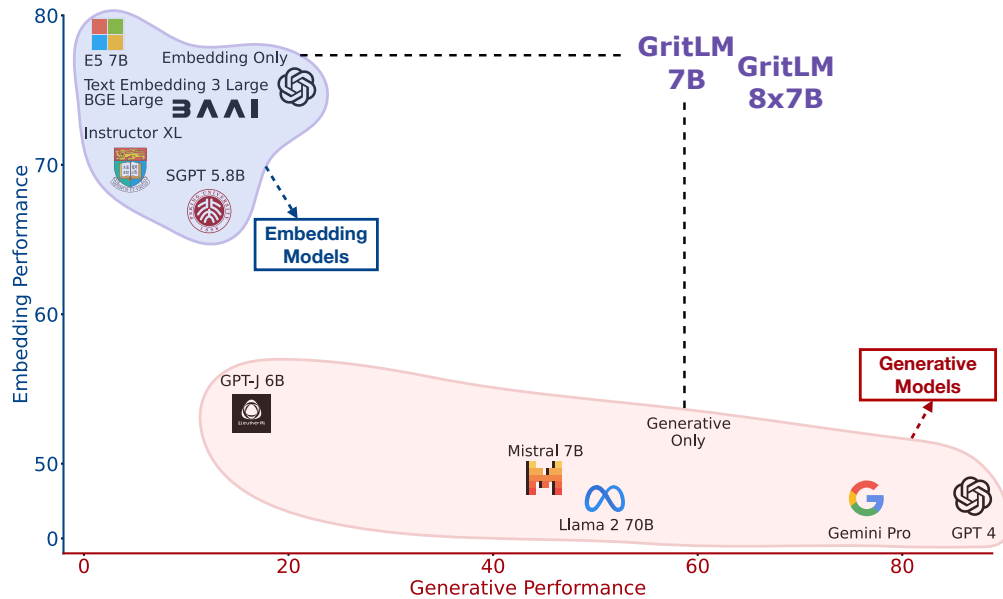 80
E5 7B
Embedding Only
Text Embedding 3 Large
BGE Large
BAAI
Instructor XL
SGPT 5.8B
GritLM
7B
GritLM
8x7B
70
Embedding
Models
60
Embedding Performance
GPT-J 6B
Generative
Models
Generative
Only
Mistral 7B
50
Llama 2 70B
Gemini Pro
GPT 4
0
0
20
40
60
80
Generative Performance